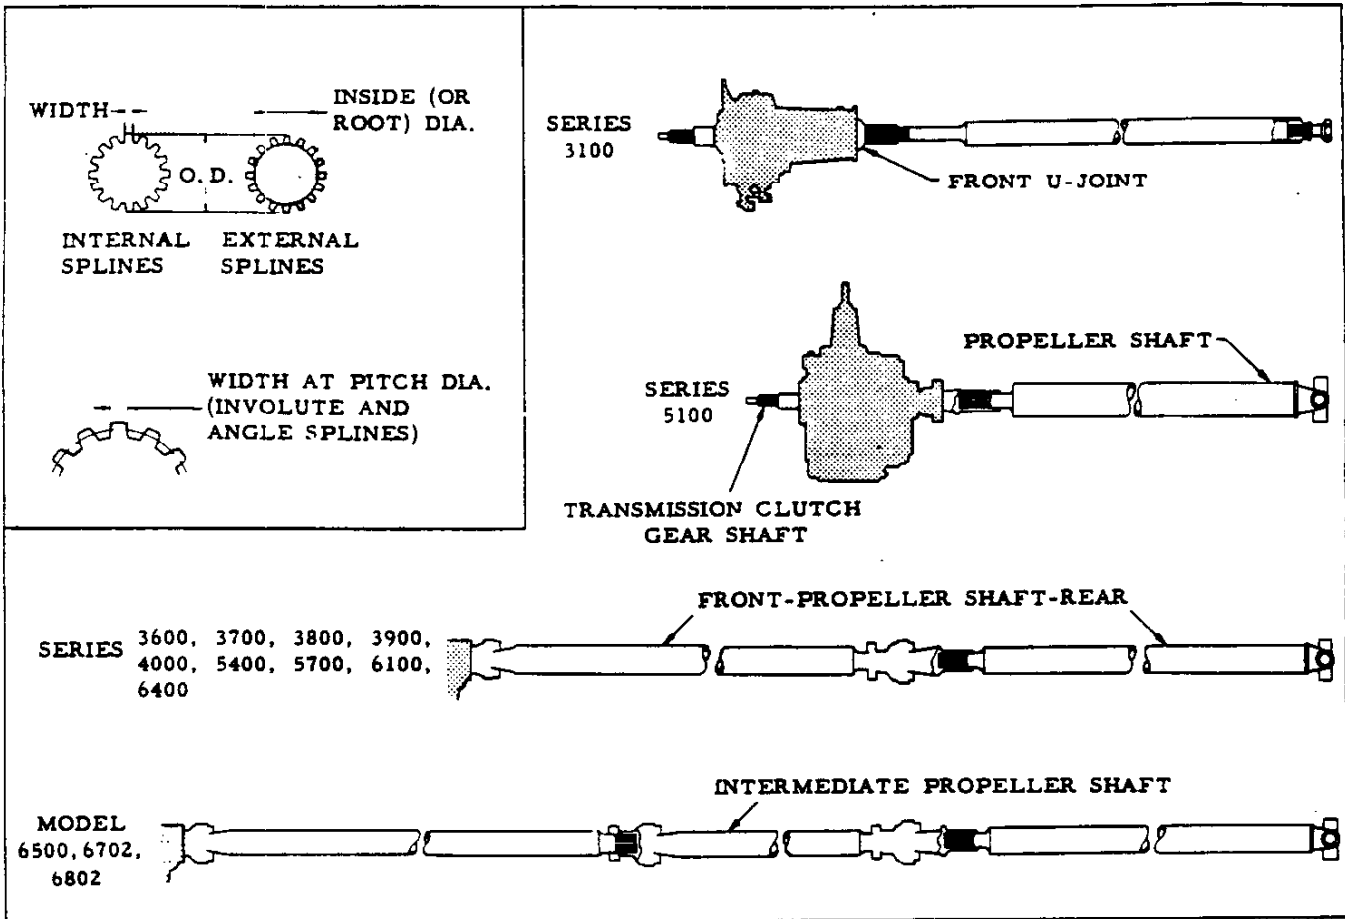 WIDTH
INSIDE (OR
ROOT) DIA.
O. D.
INTERNAL
SPLINES
EXTERNAL
SPLINES
WIDTH AT PITCH DIA.
(INVOLUTE AND
ANGLE SPLINES)
SERIES
3100
FRONT U-JOINT
PROPELLER SHAFT
SERIES
5100
TRANSMISSION CLUTCH
GEAR SHAFT
FRONT-PROPELLER SHAFT-REAR
SERIES
3600, 3700, 3800, 3900,
4000, 5400, 5700, 6100,
6400
INTERMEDIATE PROPELLER SHAFT
MODEL
6500, 6702,
6802